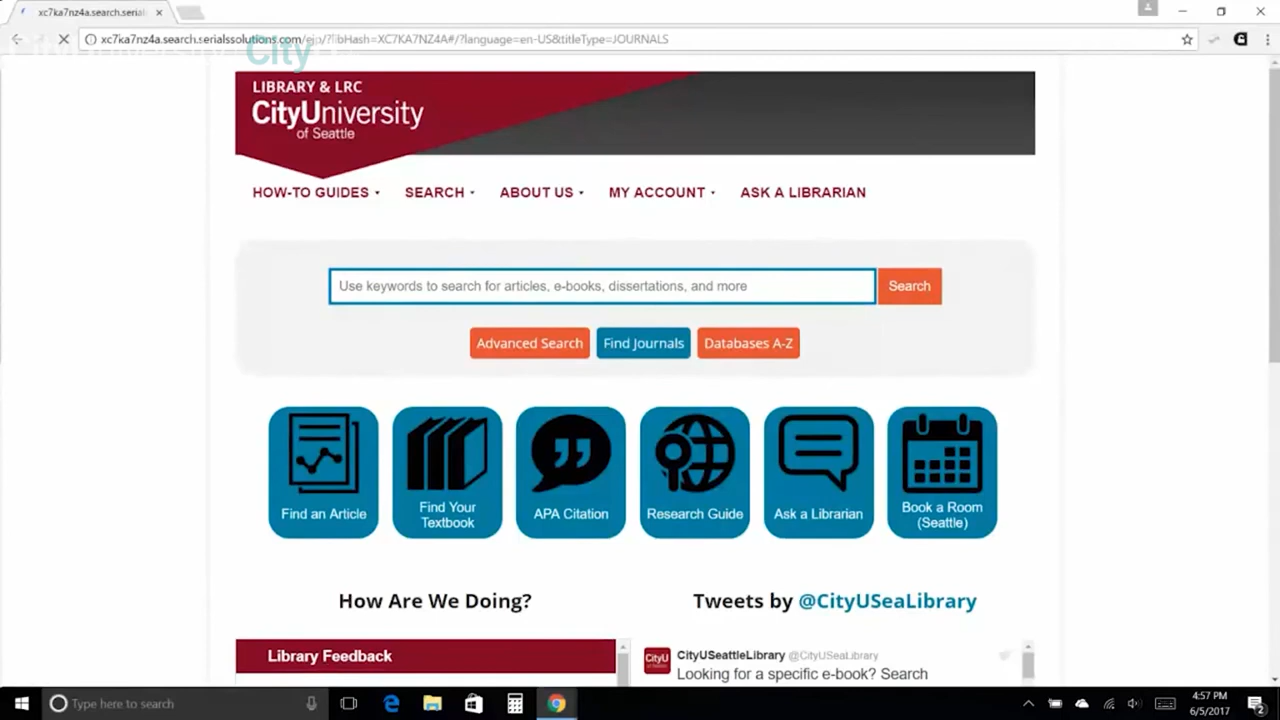 xc7ka7nz4a.search.serial
xc7ka7nz4a.search.serialssolutions.com/ejp/?libHash=XC7KA7NZ4A#/?language=en-US&titleType=JOURNALS
City
LIBRARY & LRC
CityUniversity
of Seattle
HOW-TO GUIDES
SEARCH
ABOUT US
MY ACCOUNT
ASK A LIBRARIAN
Use keywords to search for articles, e-books, dissertations, and more
Search
Advanced Search
Find Journals
Databases A-Z
Find an Article
Find Your
Textbook
APA Citation
Research Guide
Ask a Librarian
Book a Room
(Seattle)
How Are We Doing?
Tweets by @CityUSeaLibrary
Library Feedback
CityU
CityUSeattleLibrary @CityUSeaLibrary
Looking for a specific e-book? Search
Type here to search
4:57 PM
6/5/2017
2